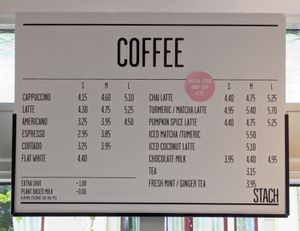 COFFEE
BRING YOUR
OWN CUP
S M L
CAPPUCCINO 4.15 4.60 5.10
LATTE 4.30 4.75 5.25
AMERICANO 3.25 3.95 4.50
ESPRESSO 2.95 3.85
CORTADO 3.25 3.95
FLAT WHITE 4.40
EXTRA SHOT + 1.00
PLANT-BASED MILK +0.00
S M L
CHAI LATTE 4.40 4.75 5.25
TURMERIC / MATCHA LATTE 4.95 5.40 5.70
PUMPKIN SPICE LATTE 4.40 4.75 5.25
ICED MATCHA /TUMERIC 5.50
ICED COCONUT LATTE 5.10
CHOCOLATE MILK 3.95 4.40 4.95
TEA 3.15
FRESH MINT / GINGER TEA 3.95
STACH